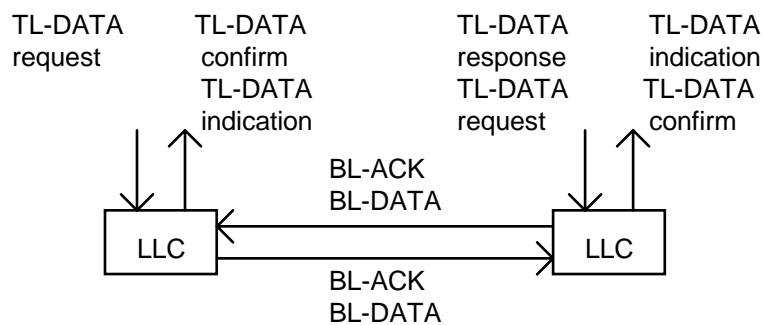 TL-DATA
request
TL-DATA
confirm
TL-DATA
indication
TL-DATA
response
TL-DATA
request
TL-DATA
indication
TL-DATA
confirm
BL-ACK
BL-DATA
LLC
LLC
BL-ACK
BL-DATA